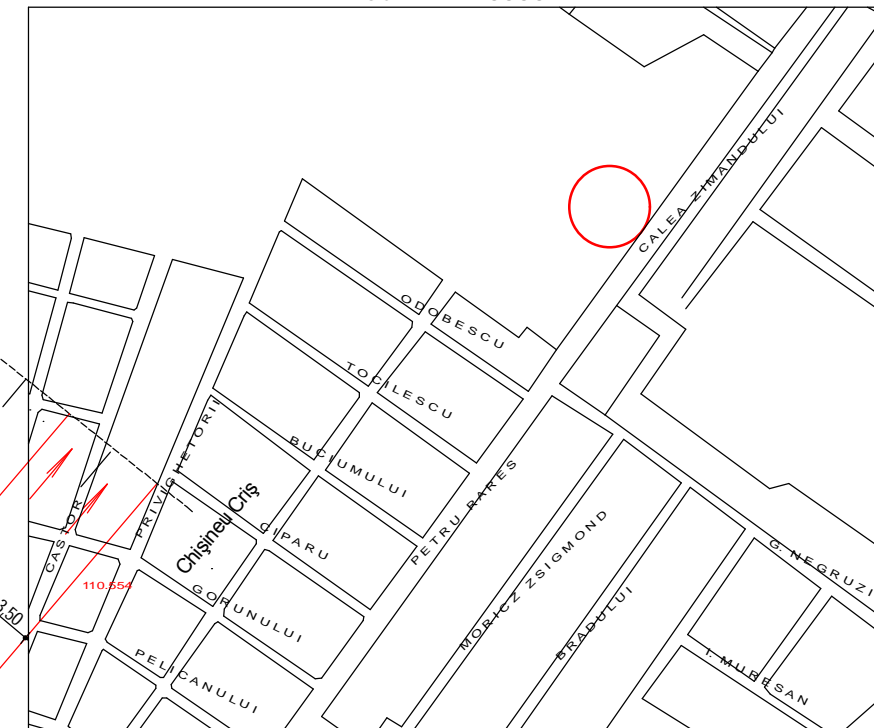 CALEA ZIMANDULUI
ODOBESCU
TOCILESCU
BUCIUMULUI
PRIVIGHETORII
PETRU RARES
Chişineu Criş
CIPARU
CASTOR
MORICZ ZSIGMOND
G. NEGRUZI
110.554
GORUNULUI
BRADULUI
3,50
PELICANULUI
I. MURESAN